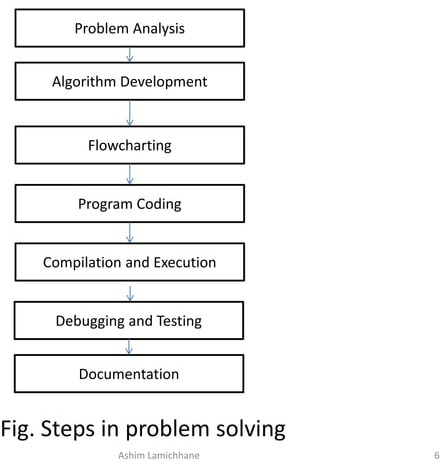 Problem Analysis
Algorithm Development
Flowcharting
Program Coding
Compilation and Execution
Debugging and Testing
Documentation
Fig. Steps in problem solving
Ashim Lamichhane
6